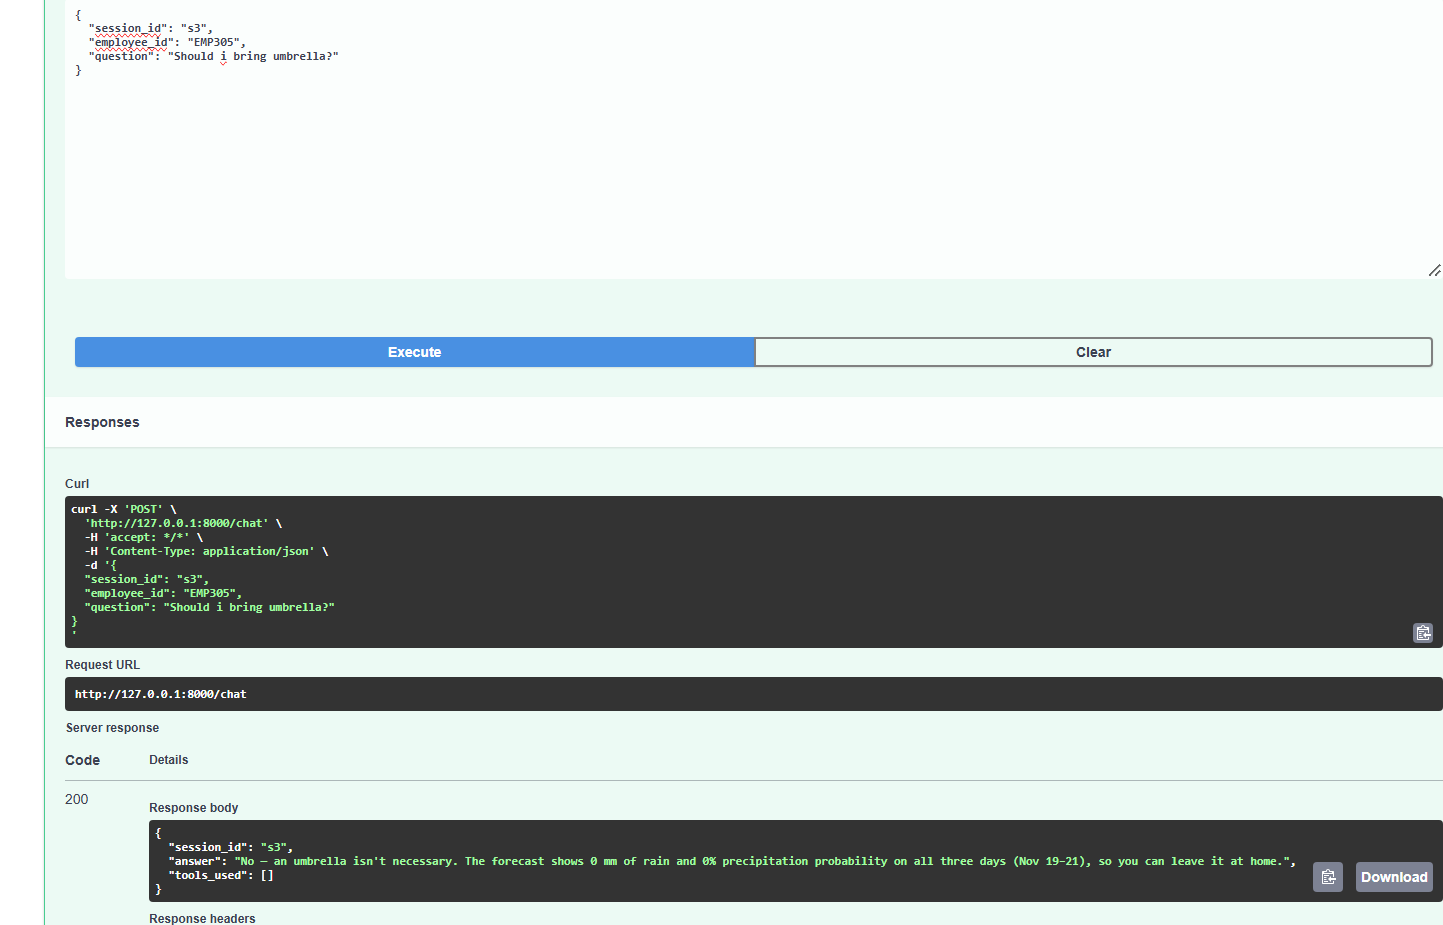 {
  "session_id": "s3",
  "employee_id": "EMP305",
  "question": "Should i bring umbrella?"
}
Execute
Clear
Responses
Curl
curl -X 'POST' \
  'http://127.0.0.1:8000/chat' \
  -H 'accept: */*' \
  -H 'Content-Type: application/json' \
  -d '{
  "session_id": "s3",
  "employee_id": "EMP305",
  "question": "Should i bring umbrella?"
}
'
Request URL
http://127.0.0.1:8000/chat
Server response
Code Details
200
Response body
{
  "session_id": "s3",
  "answer": "No — an umbrella isn't necessary. The forecast shows 0 mm of rain and 0% precipitation probability on all three days (Nov 19–21), so you can leave it at home.",
  "tools_used": []
}
Download
Response headers